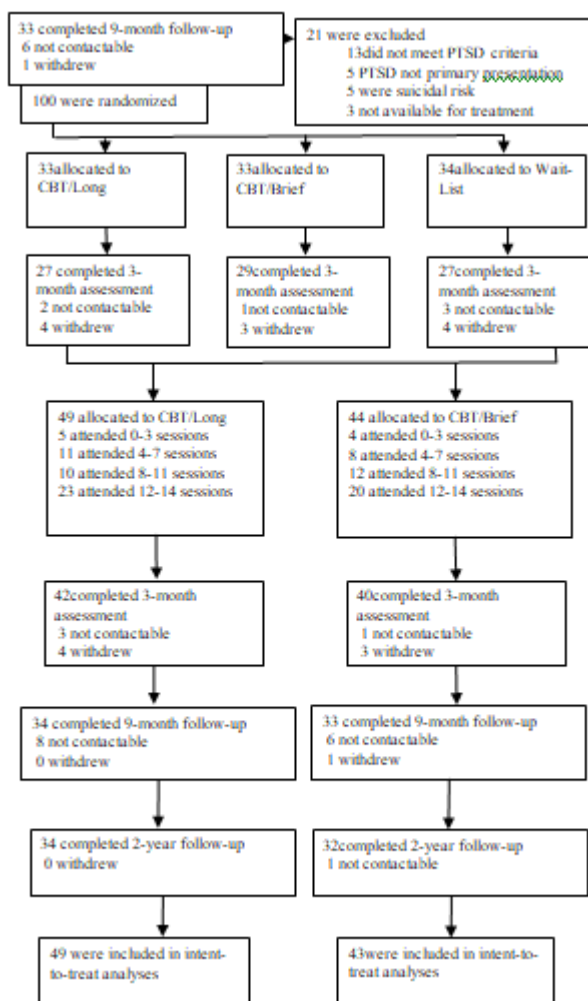 33 completed 9-month follow-up
6 not contactable
1 withdrew
21 were excluded
13did not meet PTSD criteria
5 PTSD not primary presentation
5 were suicidal risk
3 not available for treatment
100 were randomized
33allocated to
CBT/Long
33allocated to
CBT/Brief
34allocated to Wait-
List
27 completed 3-
month assessment
2 not contactable
4 withdrew
29completed 3-
month assessment
1not contactable
3 withdrew
27completed 3-
month assessment
3 not contactable
4 withdrew
49 allocated to CBT/Long
5 attended 0-3 sessions
11 attended 4-7 sessions
10 attended 8-11 sessions
23 attended 12-14 sessions
44 allocated to CBT/Brief
4 attended 0-3 sessions
8 attended 4-7 sessions
12 attended 8-11 sessions
20 attended 12-14 sessions
42completed 3-month
assessment
3 not contactable
4 withdrew
40completed 3-month
assessment
1 not contactable
3 withdrew
34 completed 9-month follow-up
8 not contactable
0 withdrew
33 completed 9-month follow-up
6 not contactable
1 withdrew
34 completed 2-year follow-up
0 withdrew
32completed 2-year follow-up
1 not contactable
49 were included in intent-
to-treat analyses
43were included in intent-to-
treat analyses